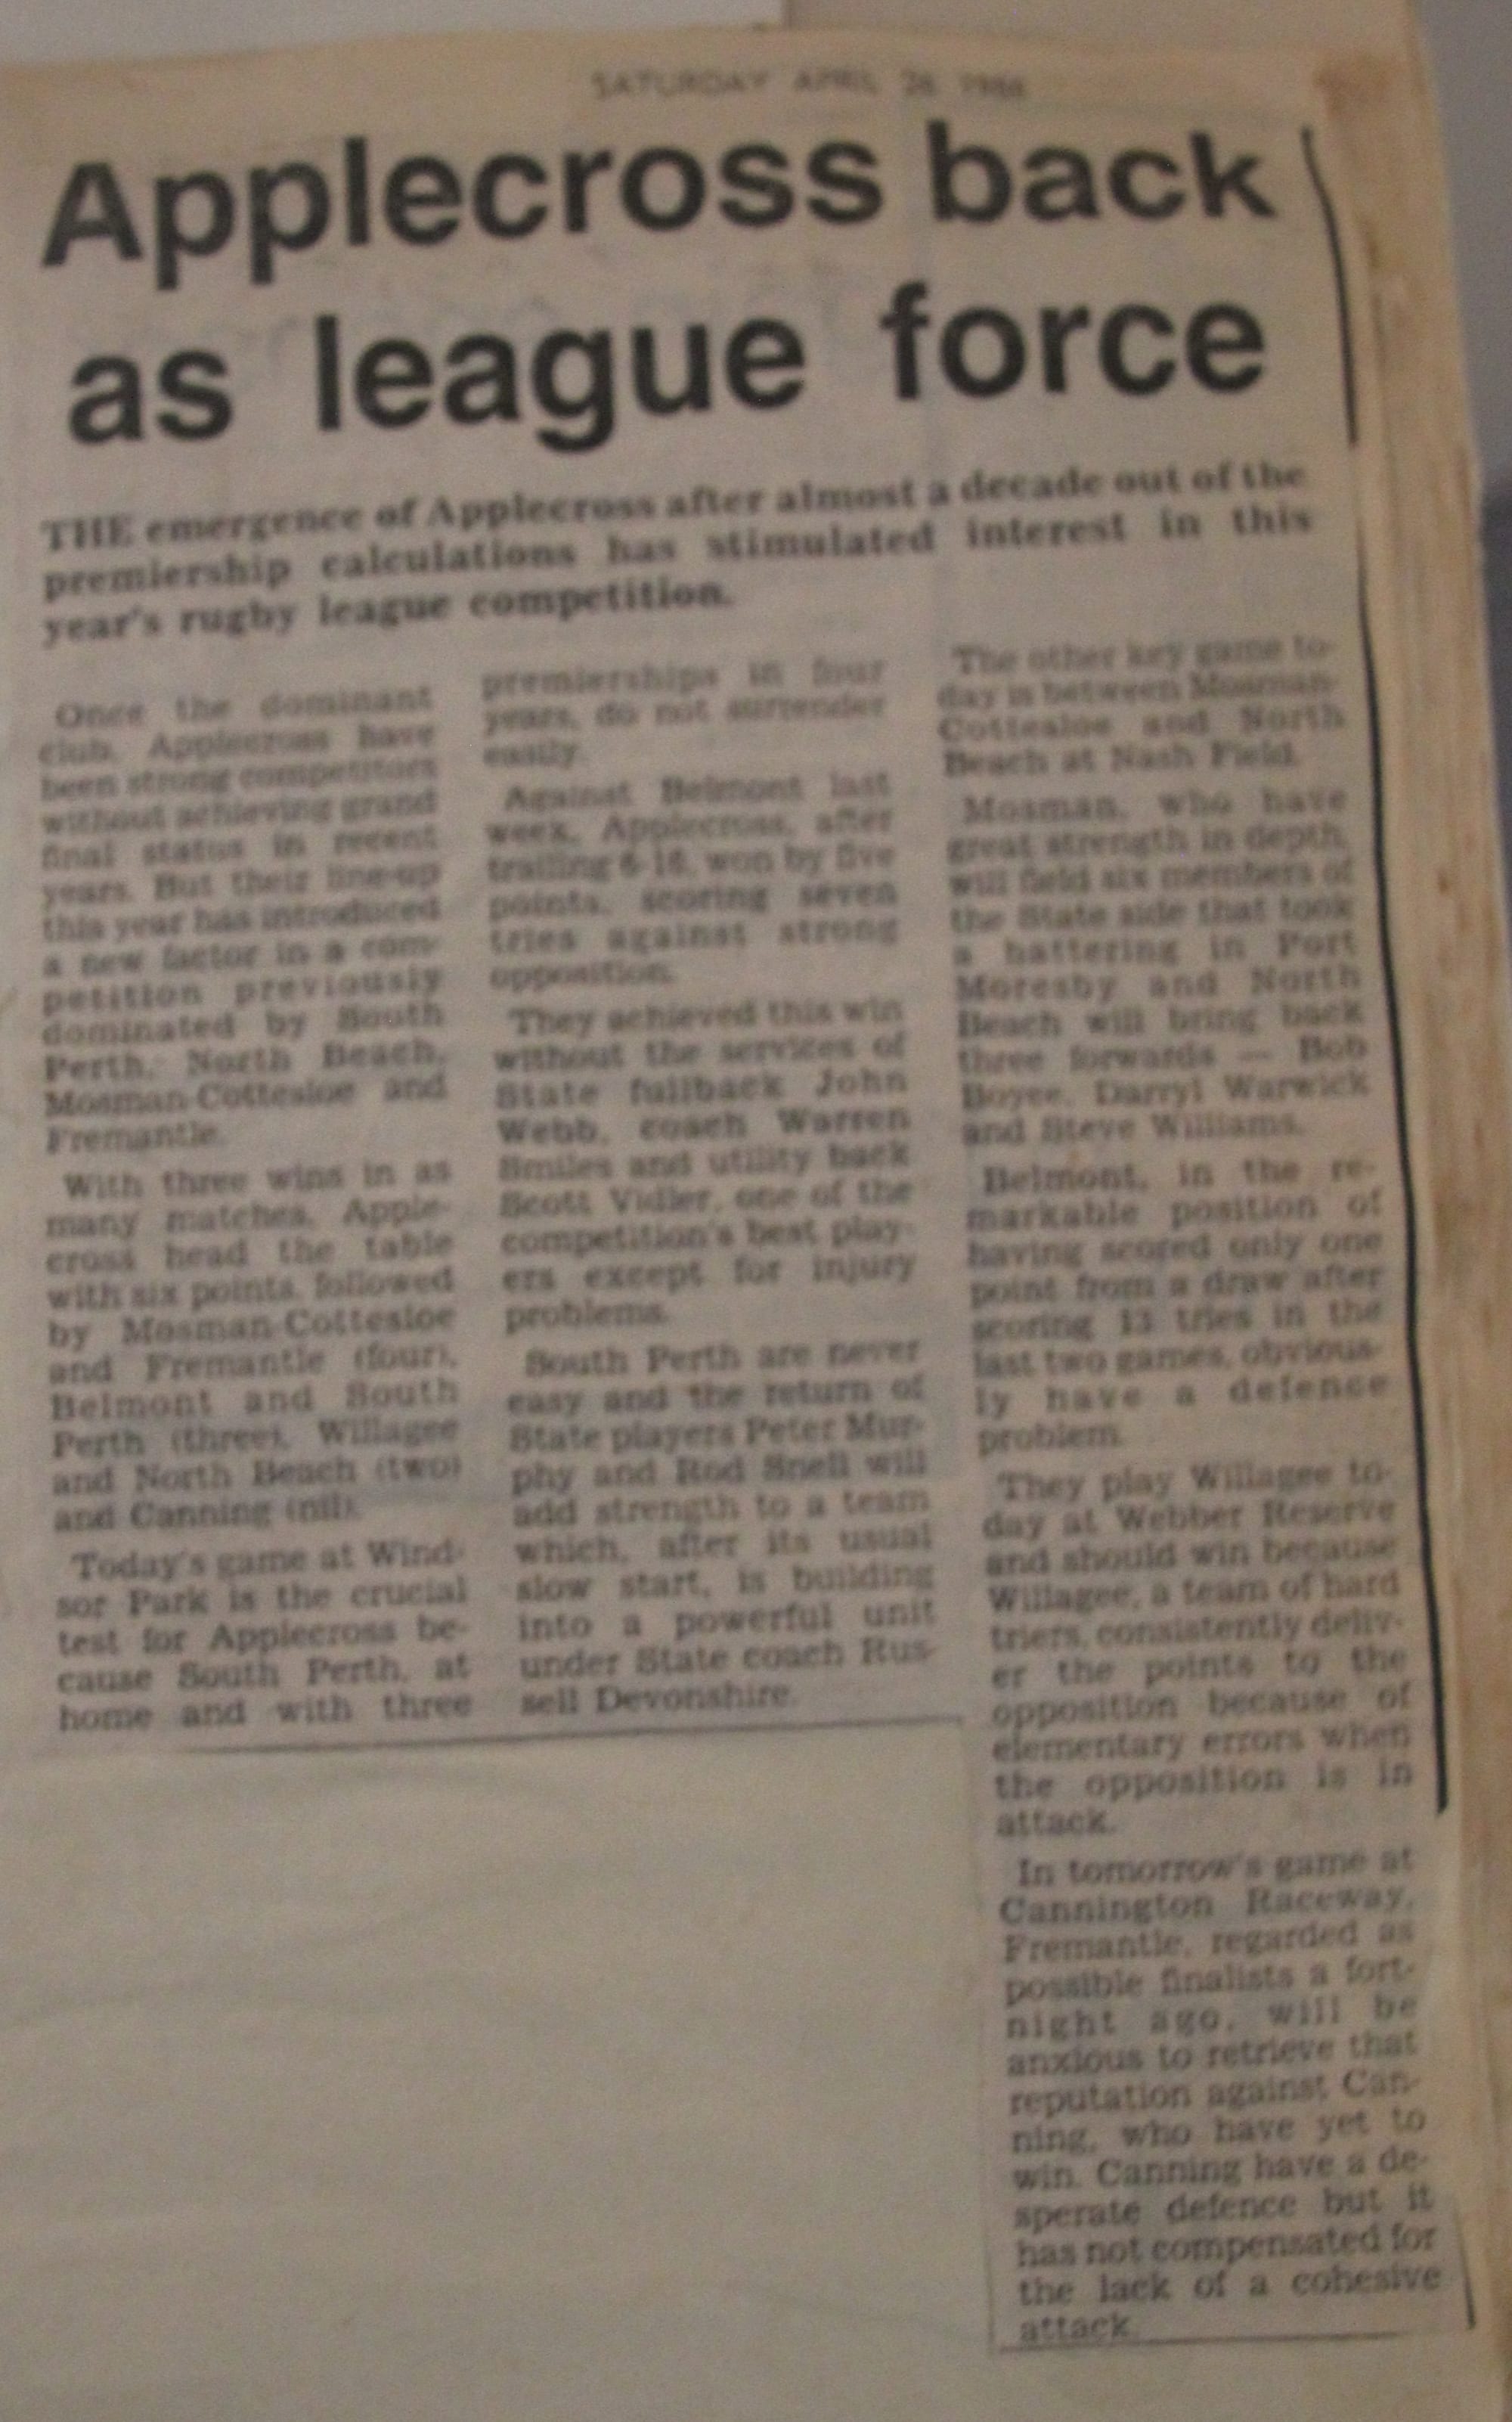 SATURDAY APRIL 26 1986
Applecross back
as league force
THE emergence of Applecross after almost a decade out of the
premiership calculations has stimulated interest in this
year's rugby league competition.
Once the dominant
club, Applecross have
been strong competitors
without achieving grand
final status in recent
years. But their line-up
this year has introduced
a new factor in a com-
petition previously
dominated by South
Perth, North Beach,
Mosman-Cottesloe and
Fremantle.
With three wins in as
many matches, Apple-
cross head the table
with six points, followed
by Mosman-Cottesloe
and Fremantle (four),
Belmont and South
Perth (three), Willagee
and North Beach (two)
and Canning (nil).
Today's game at Wind-
sor Park is the crucial
test for Applecross be-
cause South Perth, at
home and with three
premierships in four
years, do not surrender
easily.
Against Belmont last
week, Applecross, after
trailing 6-18, won by five
points, scoring seven
tries against strong
opposition.
They achieved this win
without the services of
State fullback John
Webb, coach Warren
Smiles and utility back
Scott Vidler, one of the
competition's best play-
ers except for injury
problems.
South Perth are never
easy and the return of
State players Peter Mur-
phy and Rod Snell will
add strength to a team
which, after its usual
slow start, is building
into a powerful unit
under State coach Rus-
sell Devonshire.
The other key game to-
day is between Mosman-
Cottesloe and North
Beach at Nash Field.
Mosman, who have
great strength in depth,
will field six members of
the State side that took
a battering in Port
Moresby and North
Beach will bring back
three forwards — Bob
Boyce, Darryl Warwick
and Steve Williams.
Belmont, in the re-
markable position of
having scored only one
point from a draw after
scoring 13 tries in the
last two games, obvious-
ly have a defence
problem.
They play Willagee to-
day at Webber Reserve
and should win because
Willagee, a team of hard
triers, consistently deliv-
er the points to the
opposition because of
elementary errors when
the opposition is in
attack.
In tomorrow's game at
Cannington Raceway,
Fremantle, regarded as
possible finalists a fort-
night ago, will be
anxious to retrieve that
reputation against Can-
ning, who have yet to
win. Canning have a de-
sperate defence but it
has not compensated for
the lack of a cohesive
attack.